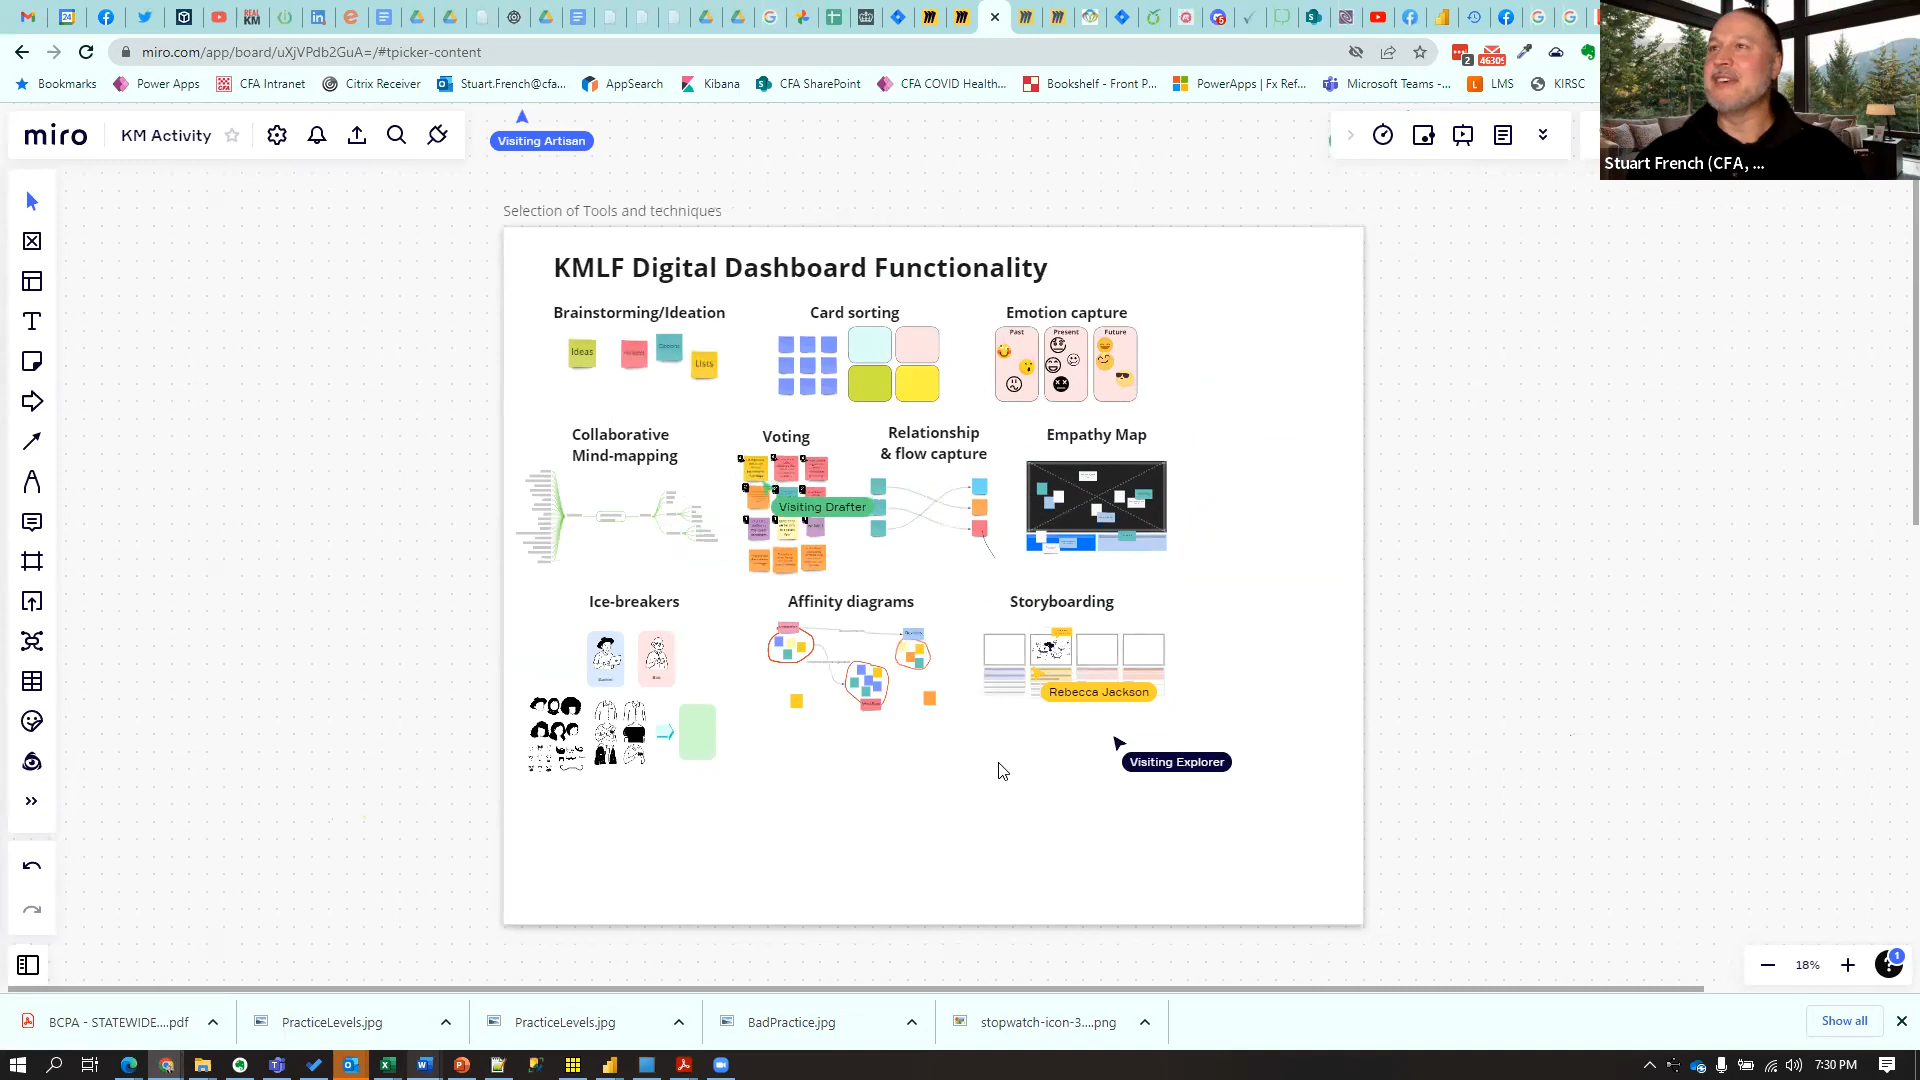 miro.com/app/board/uXjVPdb2GuA=/#tpicker-content
2
46305
5
Bookmarks
Power Apps
CFA Intranet
Citrix Receiver
Stuart.French@cfa...
AppSearch
Kibana
CFA SharePoint
CFA COVID Health...
Bookshelf - Front P...
PowerApps | Fx Ref...
Microsoft Teams -...
LMS
KIRSC
Stuart French (CFA, ...
miro
KM Activity
Visiting Artisan
Selection of Tools and techniques
KMLF Digital Dashboard Functionality
Brainstorming/Ideation
Card sorting
Emotion capture
Ideas
Lists
Past
Present
Future
Collaborative
Mind-mapping
Voting
Relationship
& flow capture
Empathy Map
Visiting Drafter
Ice-breakers
Affinity diagrams
Storyboarding
Rebecca Jackson
Visiting Explorer
18%
1
BCPA - STATEWIDE....pdf
PracticeLevels.jpg
PracticeLevels.jpg
BadPractice.jpg
stopwatch-icon-3....png
Show all
7:30 PM